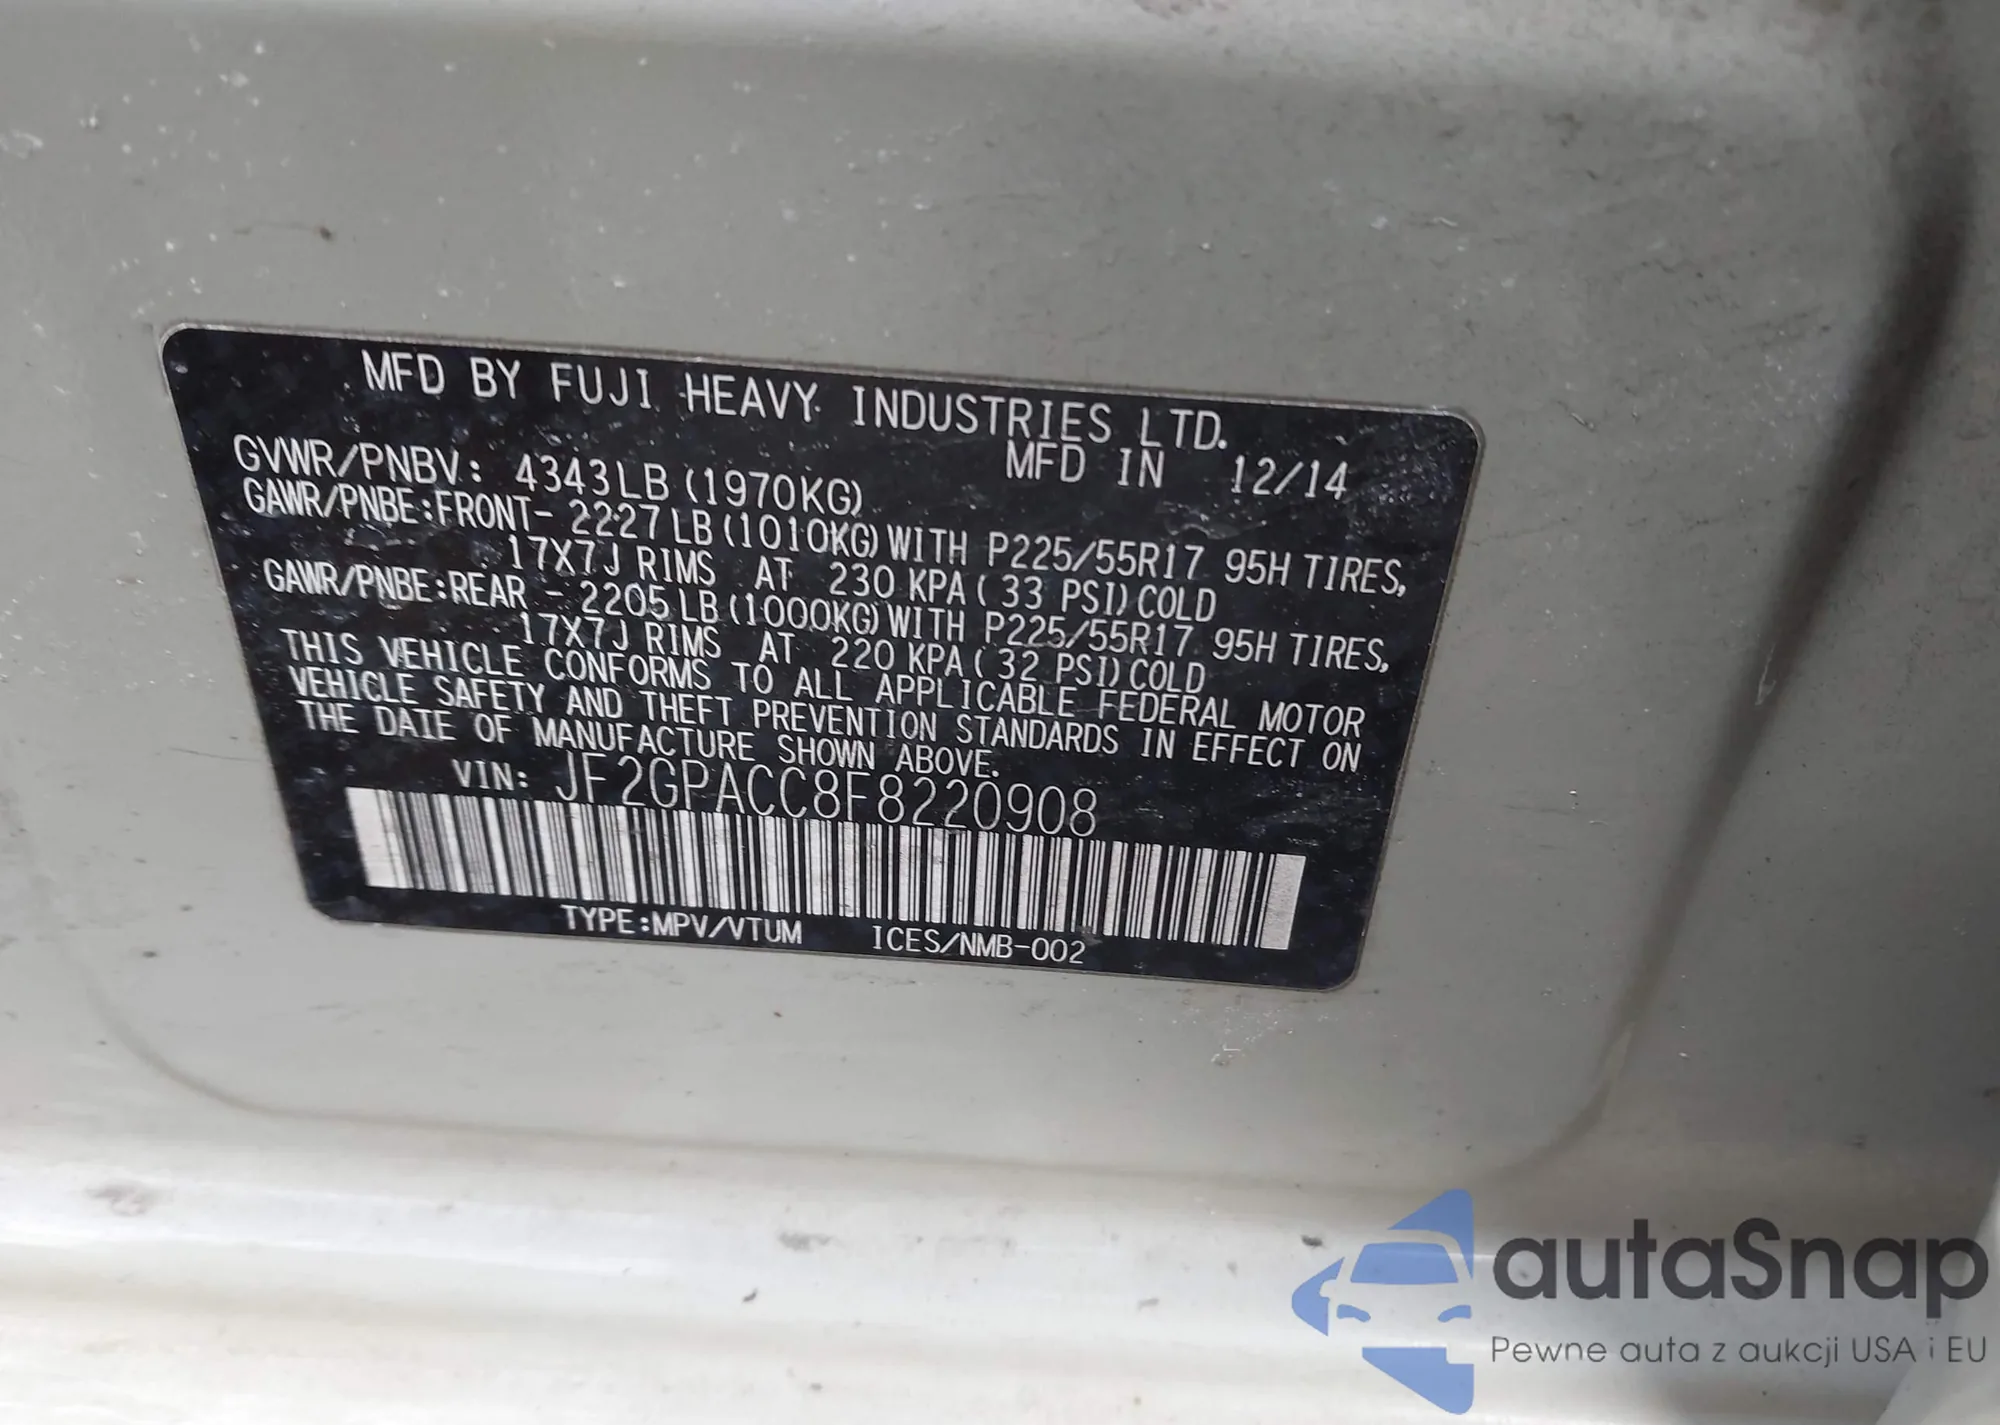 MFD BY FUJI HEAVY INDUSTRIES LTD.
MFD IN 12/14
GVWR/PNBV: 4343LB(1970KG)
GAWR/PNBE:FRONT- 2227LB(1010KG)WITH P225/55R17 95H TIRES,
17X7J RIMS AT 230 KPA( 33 PSI)COLD
GAWR/PNBE:REAR - 2205LB(1000KG)WITH P225/55R17 95H TIRES,
17X7J RIMS AT 220 KPA( 32 PSI)COLD
THIS VEHICLE CONFORMS TO ALL APPLICABLE FEDERAL MOTOR
VEHICLE SAFETY AND THEFT PREVENTION STANDARDS IN EFFECT ON
THE DATE OF MANUFACTURE SHOWN ABOVE.
VIN: JF2GPACC8F8220908
TYPE:MPV/VTUM ICES/NMB-002
autaSnap
Pewne auta z aukcji USA i EU